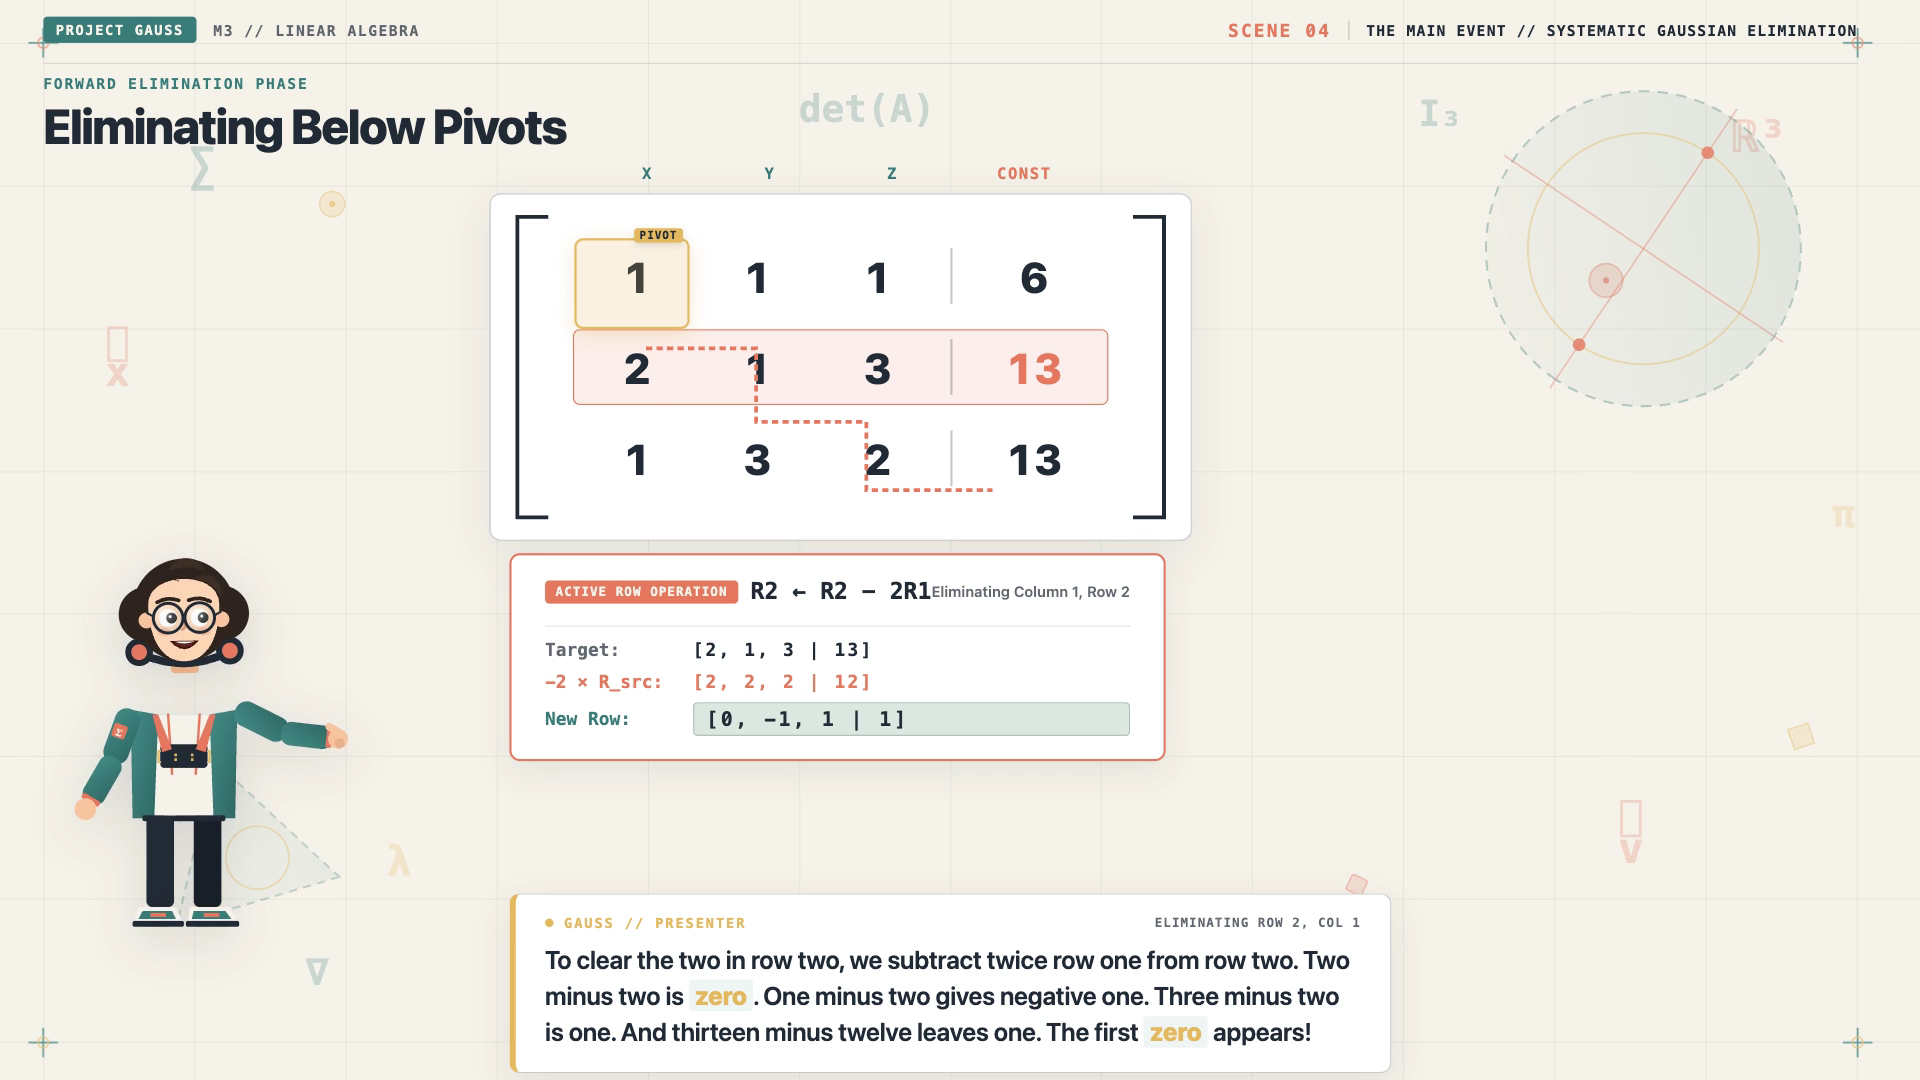 PROJECT GAUSS M3 // LINEAR ALGEBRA
SCENE 04 THE MAIN EVENT // SYSTEMATIC GAUSSIAN ELIMINATION
FORWARD ELIMINATION PHASE
Eliminating Below Pivots
det(A)
I₃
ℝ³
Σ
X Y Z CONST
PIVOT
1 1 1 6
2 1 3 13
1 3 2 13
x
π
ACTIVE ROW OPERATION R2 ← R2 − 2R1 Eliminating Column 1, Row 2
Target: [2, 1, 3 | 13]
−2 × R_src: [2, 2, 2 | 12]
New Row: [0, −1, 1 | 1]
Σ
λ
v
∇
GAUSS // PRESENTER ELIMINATING ROW 2, COL 1
To clear the two in row two, we subtract twice row one from row two. Two
minus two is zero . One minus two gives negative one. Three minus two
is one. And thirteen minus twelve leaves one. The first zero appears!